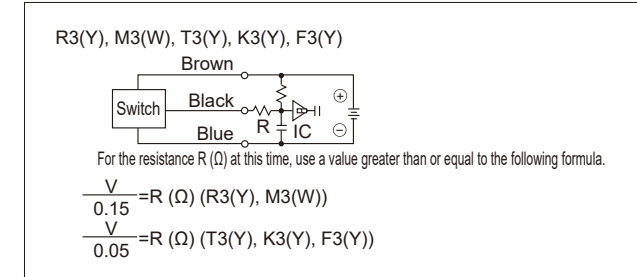 R3(Y), M3(W), T3(Y), K3(Y), F3(Y)
Brown
Switch
Black
R
IC
Blue
+
−
For the resistance R (Ω) at this time, use a value greater than or equal to the following formula.
V
0.15
=R (Ω) (R3(Y), M3(W))
V
0.05
=R (Ω) (T3(Y), K3(Y), F3(Y))